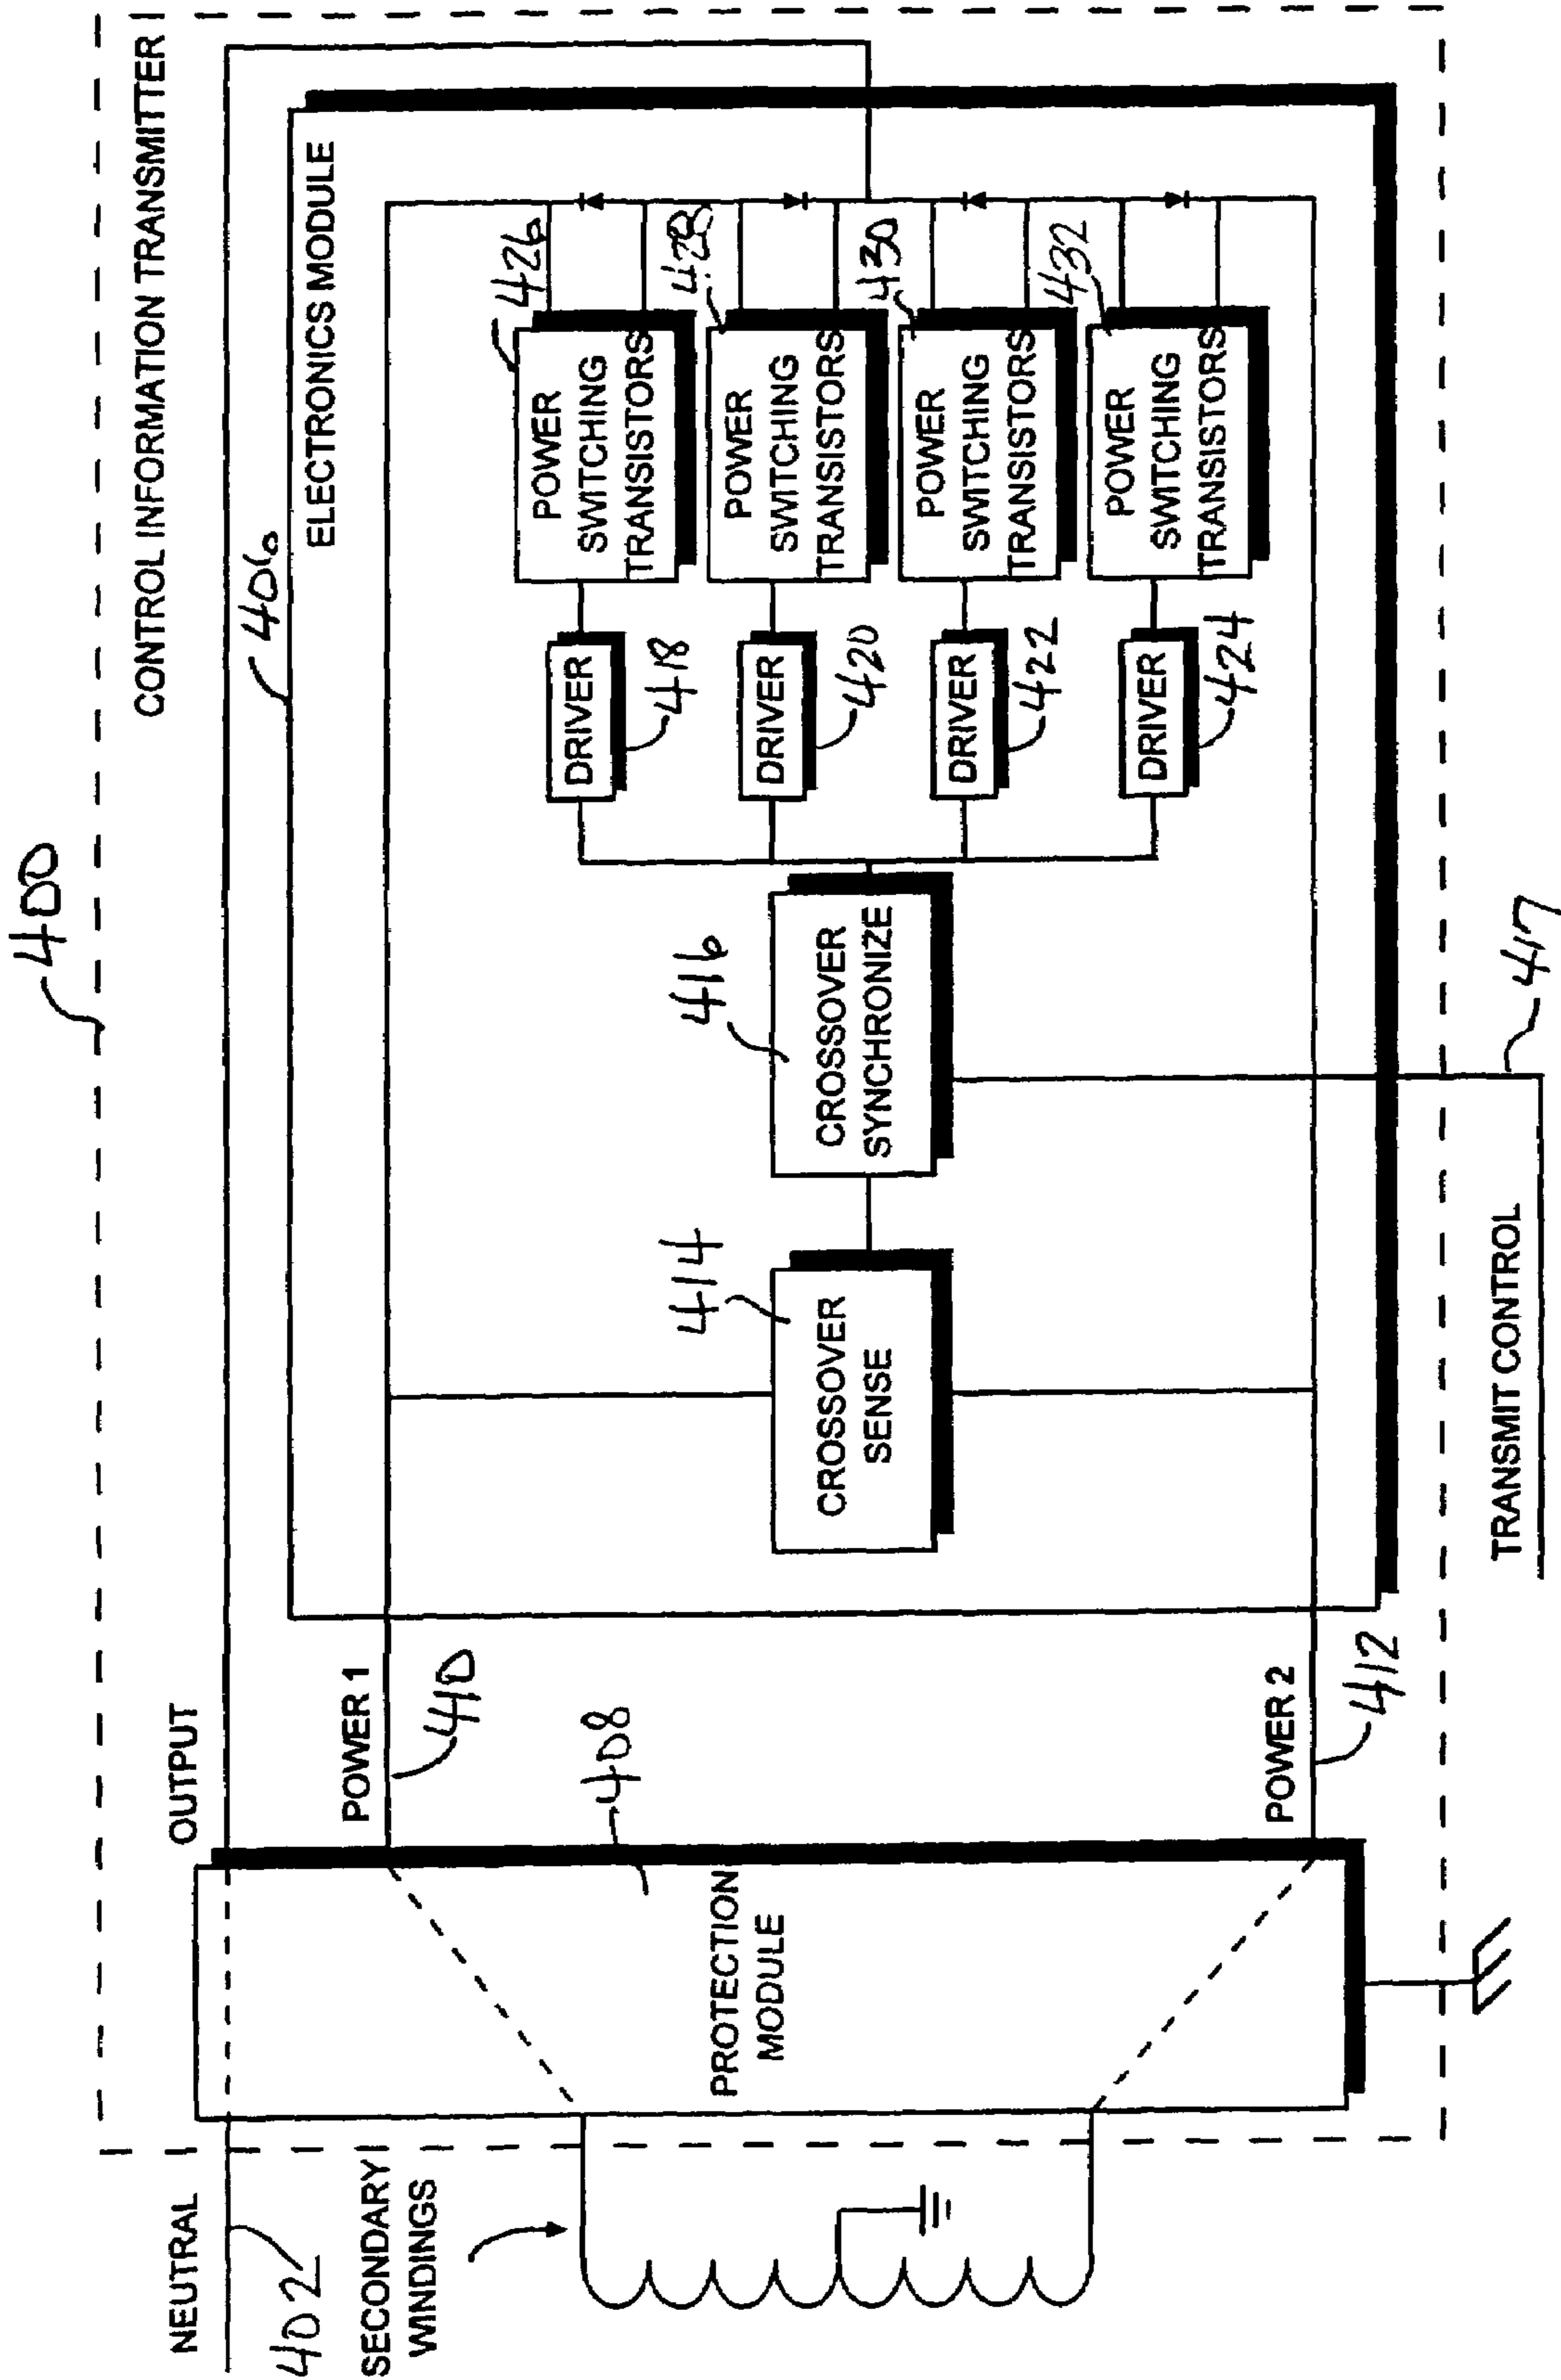 400
CONTROL INFORMATION TRANSMITTER
406
ELECTRONICS MODULE
NEUTRAL
402
OUTPUT
SECONDARY
WINDINGS
POWER 1
410
408
PROTECTION
MODULE
POWER 2
412
414
CROSSOVER
SENSE
416
CROSSOVER
SYNCHRONIZE
DRIVER
418
DRIVER
420
DRIVER
422
DRIVER
424
426
POWER
SWITCHING
TRANSISTORS
428
POWER
SWITCHING
TRANSISTORS
430
POWER
SWITCHING
TRANSISTORS
432
POWER
SWITCHING
TRANSISTORS
TRANSMIT CONTROL
417